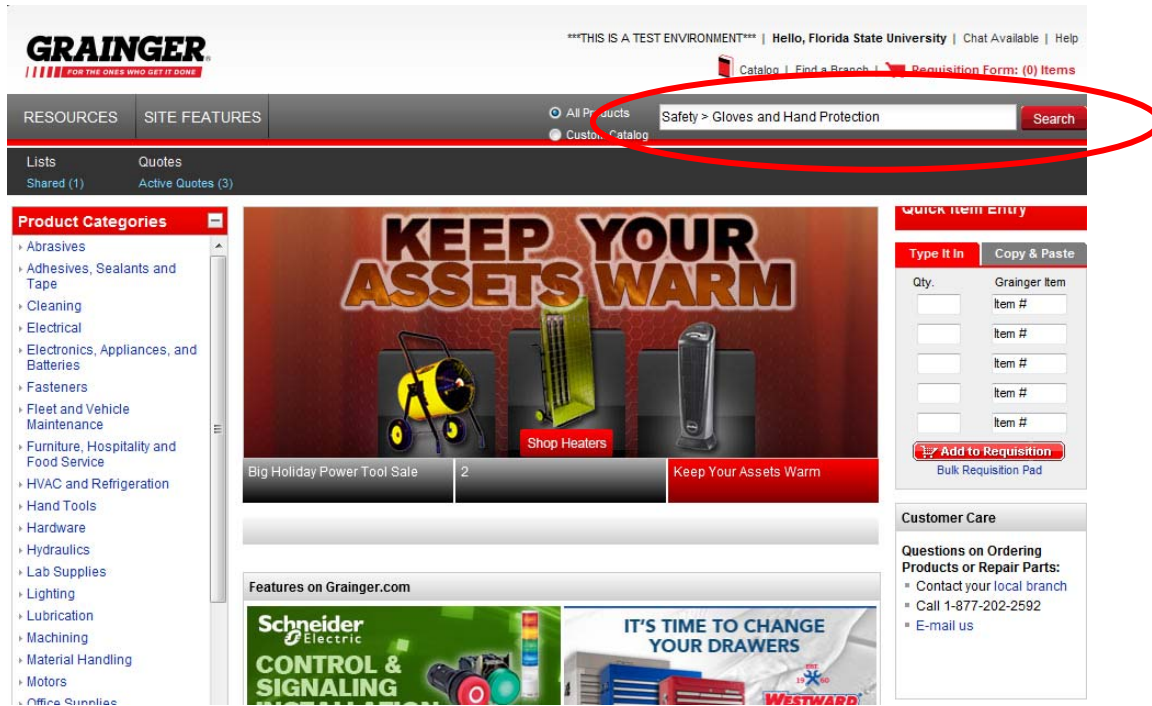 GRAINGER
FOR THE ONES WHO GET IT DONE
***THIS IS A TEST ENVIRONMENT*** | Hello, Florida State University | Chat Available | Help
Catalog | Find a Branch | Requisition Form: (0) Items
RESOURCES SITE FEATURES
All Products
Custom Catalog
Safety > Gloves and Hand Protection
Search
Lists Quotes
Shared (1) Active Quotes (3)
Product Categories
Abrasives
Adhesives, Sealants and
Tape
Cleaning
Electrical
Electronics, Appliances, and
Batteries
Fasteners
Fleet and Vehicle
Maintenance
Furniture, Hospitality and
Food Service
HVAC and Refrigeration
Hand Tools
Hardware
Hydraulics
Lab Supplies
Lighting
Lubrication
Machining
Material Handling
Motors
Office Supplies
KEEP YOUR
ASSETS WARM
Shop Heaters
Big Holiday Power Tool Sale 2 Keep Your Assets Warm
Features on Grainger.com
Schneider
Electric
CONTROL &
SIGNALING
INSTALLATION
IT'S TIME TO CHANGE
YOUR DRAWERS
WESTWARD
Quick Item Entry
Type It In Copy & Paste
Qty. Grainger Item
Item #
Item #
Item #
Item #
Item #
Add to Requisition
Bulk Requisition Pad
Customer Care
Questions on Ordering
Products or Repair Parts:
Contact your local branch
Call 1-877-202-2592
E-mail us